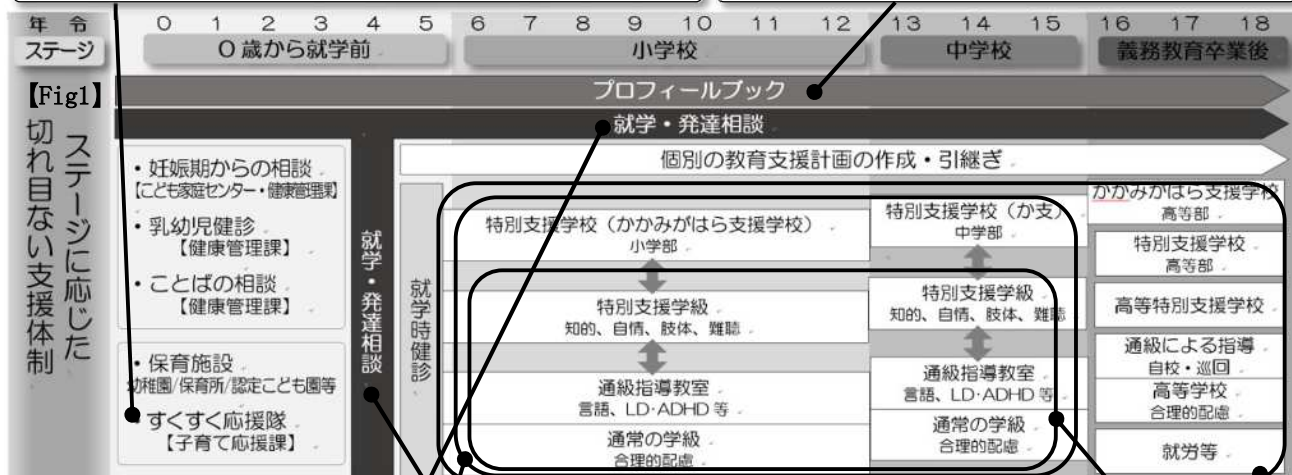 年 令 0 1 2 3 4 5 6 7 8 9 10 11 12 13 14 15 16 17 18
ステージ 0歳から就学前 小学校 中学校 義務教育卒業後
【Fig1】
ステージに応じた
切れ目ない支援体制
プロフィールブック
就学・発達相談
個別の教育支援計画の作成・引継ぎ
・妊娠期からの相談
【こども家庭センター・健康管理課】
・乳幼児健診
【健康管理課】
・ことばの相談
【健康管理課】
・保育施設
幼稚園/保育所/認定こども園等
・すくすく応援隊
【子育て応援課】
就学・発達相談
就学時健診
特別支援学校（かかみがはら支援学校）
小学部
特別支援学級
知的、自情、肢体、難聴
通級指導教室
言語、LD・ADHD 等
通常の学級
合理的配慮
特別支援学校（か支）
中学部
特別支援学級
知的、自情、肢体、難聴
通級指導教室
言語、LD・ADHD 等
通常の学級
合理的配慮
かかみがはら支援学校
高等部
特別支援学校
高等部
高等特別支援学校
通級による指導
自校・巡回
高等学校
合理的配慮
就労等